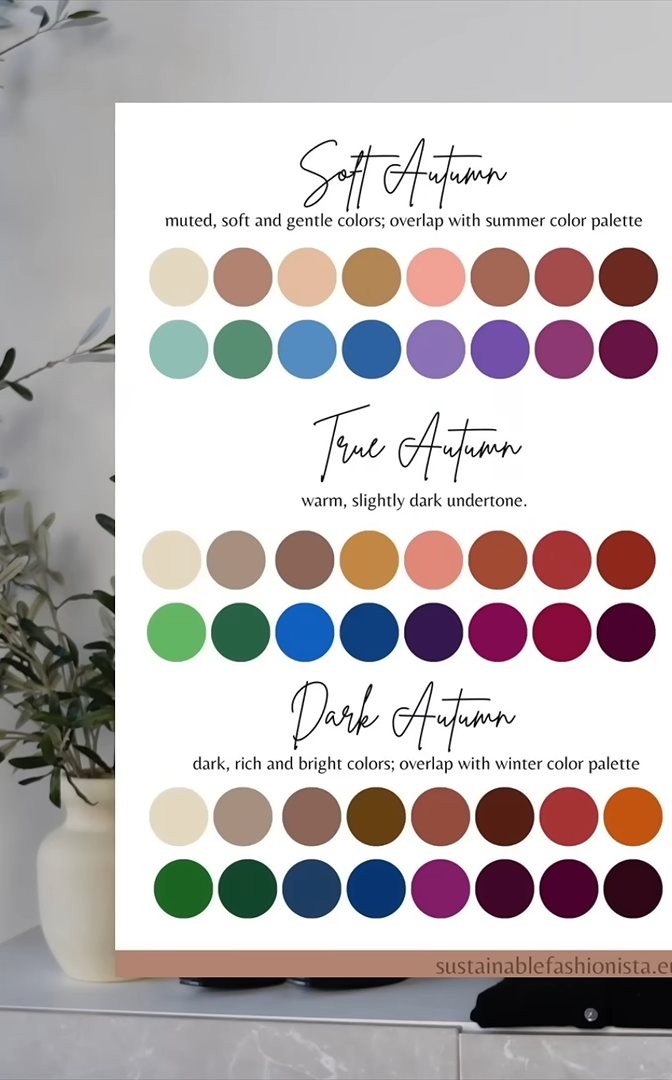 Soft Autumn
muted, soft and gentle colors; overlap with summer color palette
True Autumn
warm, slightly dark undertone.
Dark Autumn
dark, rich and bright colors; overlap with winter color palette
sustainablefashionista.eu